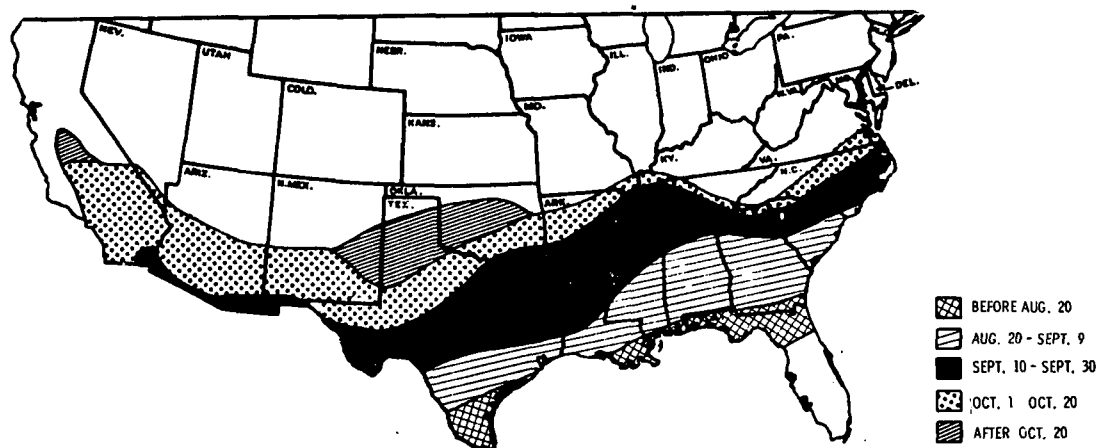 NEV.
UTAH
COLO.
NEBR.
KANS.
IOWA
MO.
ILL.
IND.
OHIO
PA.
W.VA.
DEL.
KY.
VA.
N.C.
ARIZ.
N.MEX.
OKLA.
TEX.
ARK.
BEFORE AUG. 20
AUG. 20 - SEPT. 9
SEPT. 10 - SEPT. 30
OCT. 1 OCT. 20
AFTER OCT. 20